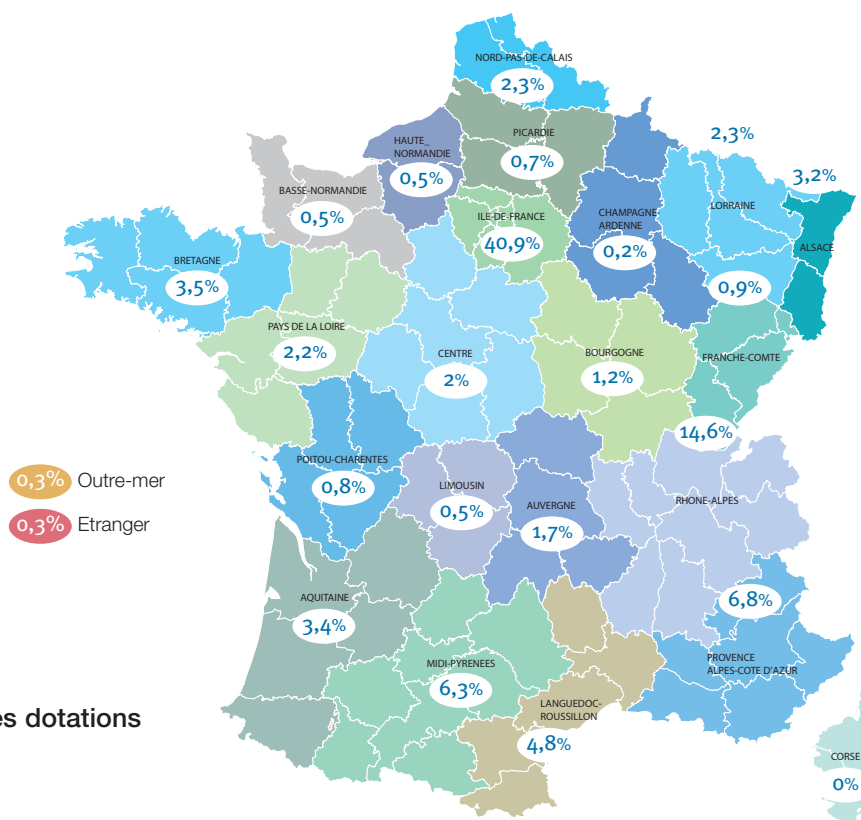 NORD-PAS-DE-CALAIS
2,3%
PICARDIE
0,7%
HAUTE_
NORMANDIE
0,5%
BASSE-NORMANDIE
0,5%
ILE-DE-FRANCE
40,9%
CHAMPAGNE-
ARDENNE
0,2%
2,3%
LORRAINE
3,2%
ALSACE
0,9%
BRETAGNE
3,5%
PAYS DE LA LOIRE
2,2%
CENTRE
2%
BOURGOGNE
1,2%
FRANCHE-COMTE
14,6%
POITOU-CHARENTES
0,8%
LIMOUSIN
0,5%
AUVERGNE
1,7%
RHONE-ALPES
0,3% Outre-mer
0,3% Etranger
AQUITAINE
3,4%
MIDI-PYRENEES
6,3%
6,8%
PROVENCE
ALPES-COTE D'AZUR
LANGUEDOC-
ROUSSILLON
4,8%
es dotations
CORSE
0%